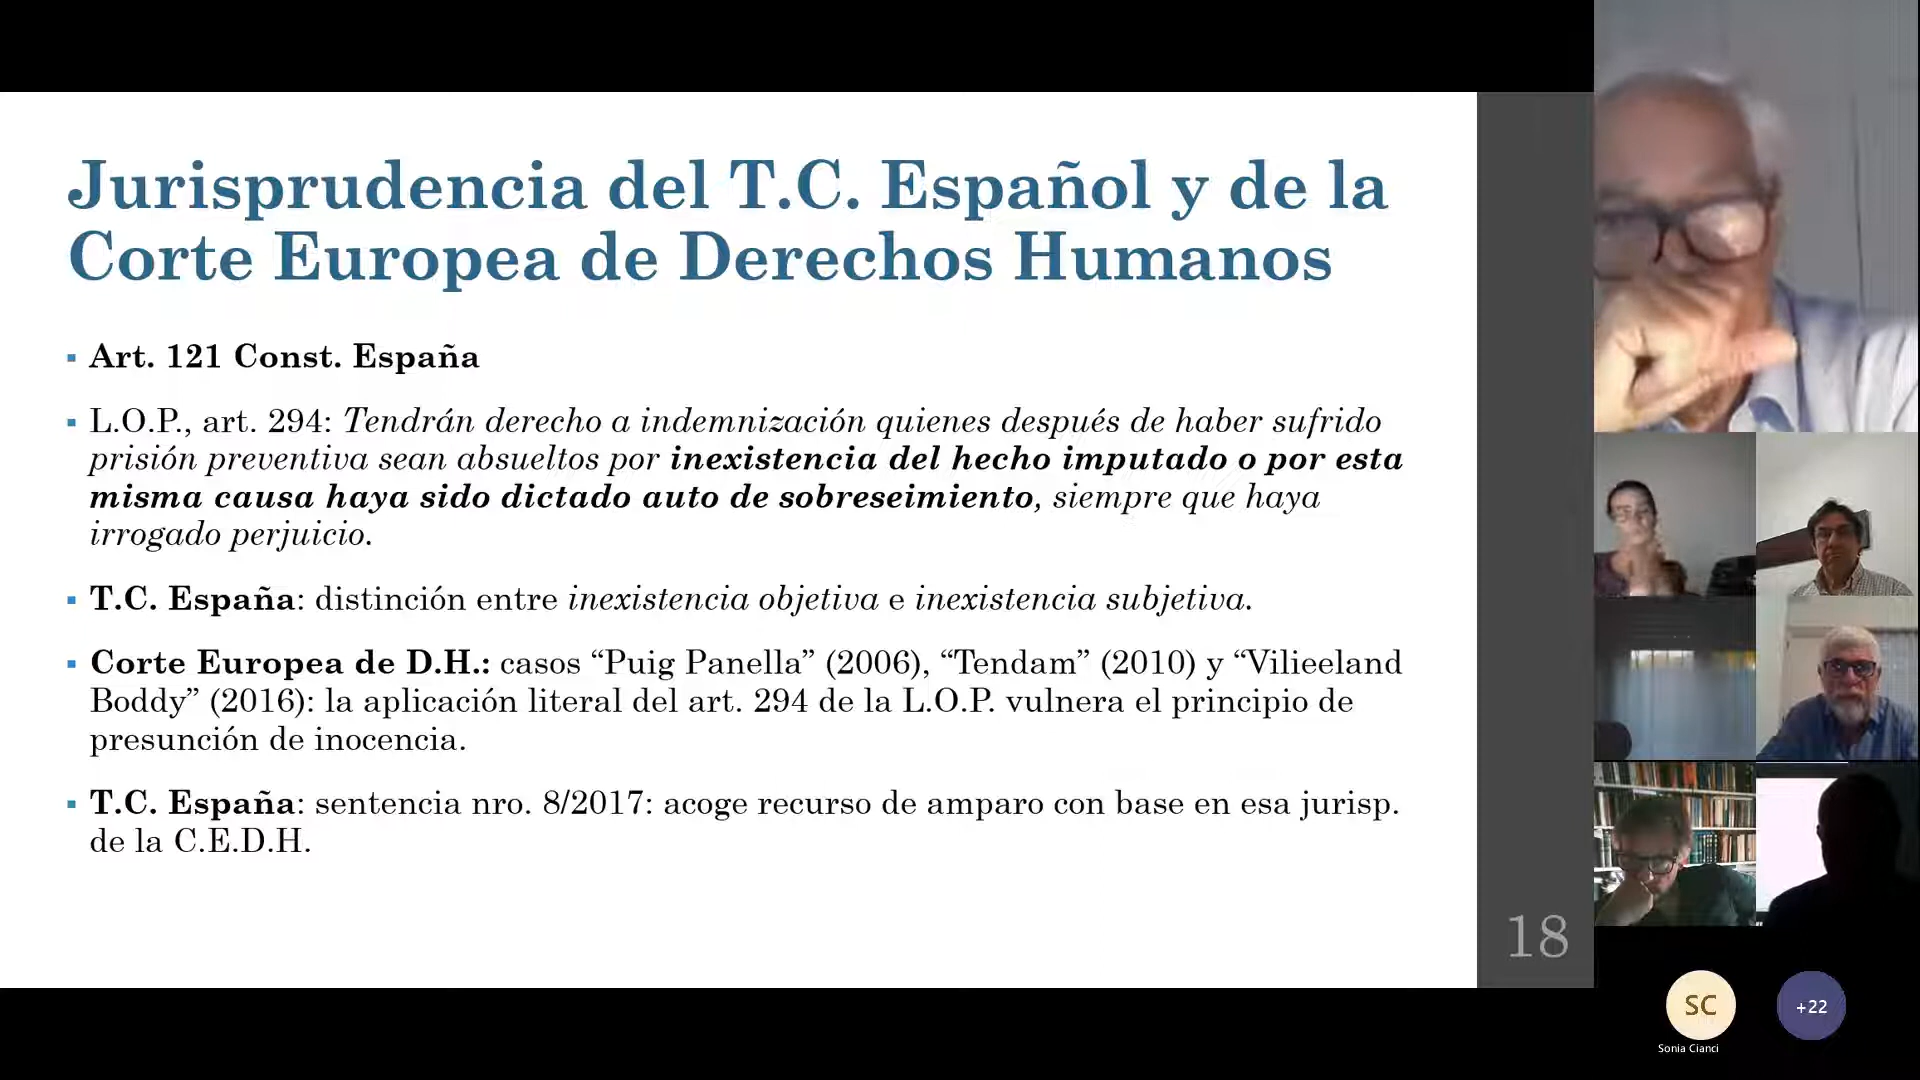 Jurisprudencia del T.C. Español y de la
Corte Europea de Derechos Humanos
▪ Art. 121 Const. España
▪ L.O.P., art. 294: Tendrán derecho a indemnización quienes después de haber sufrido
prisión preventiva sean absueltos por inexistencia del hecho imputado o por esta
misma causa haya sido dictado auto de sobreseimiento, siempre que haya
irrogado perjuicio.
▪ T.C. España: distinción entre inexistencia objetiva e inexistencia subjetiva.
▪ Corte Europea de D.H.: casos “Puig Panella” (2006), “Tendam” (2010) y “Vilieeland
Boddy” (2016): la aplicación literal del art. 294 de la L.O.P. vulnera el principio de
presunción de inocencia.
▪ T.C. España: sentencia nro. 8/2017: acoge recurso de amparo con base en esa jurisp.
de la C.E.D.H.
18
SC
+22
Sonia Cianci